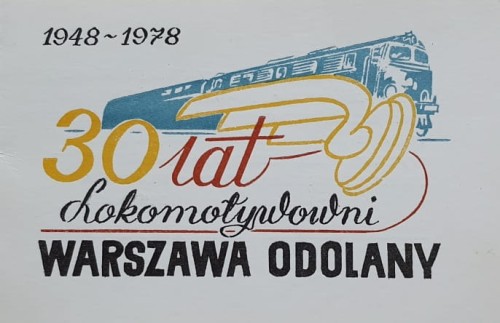 1948~1978
30 lat
Lokomotywowni
WARSZAWA ODOLANY